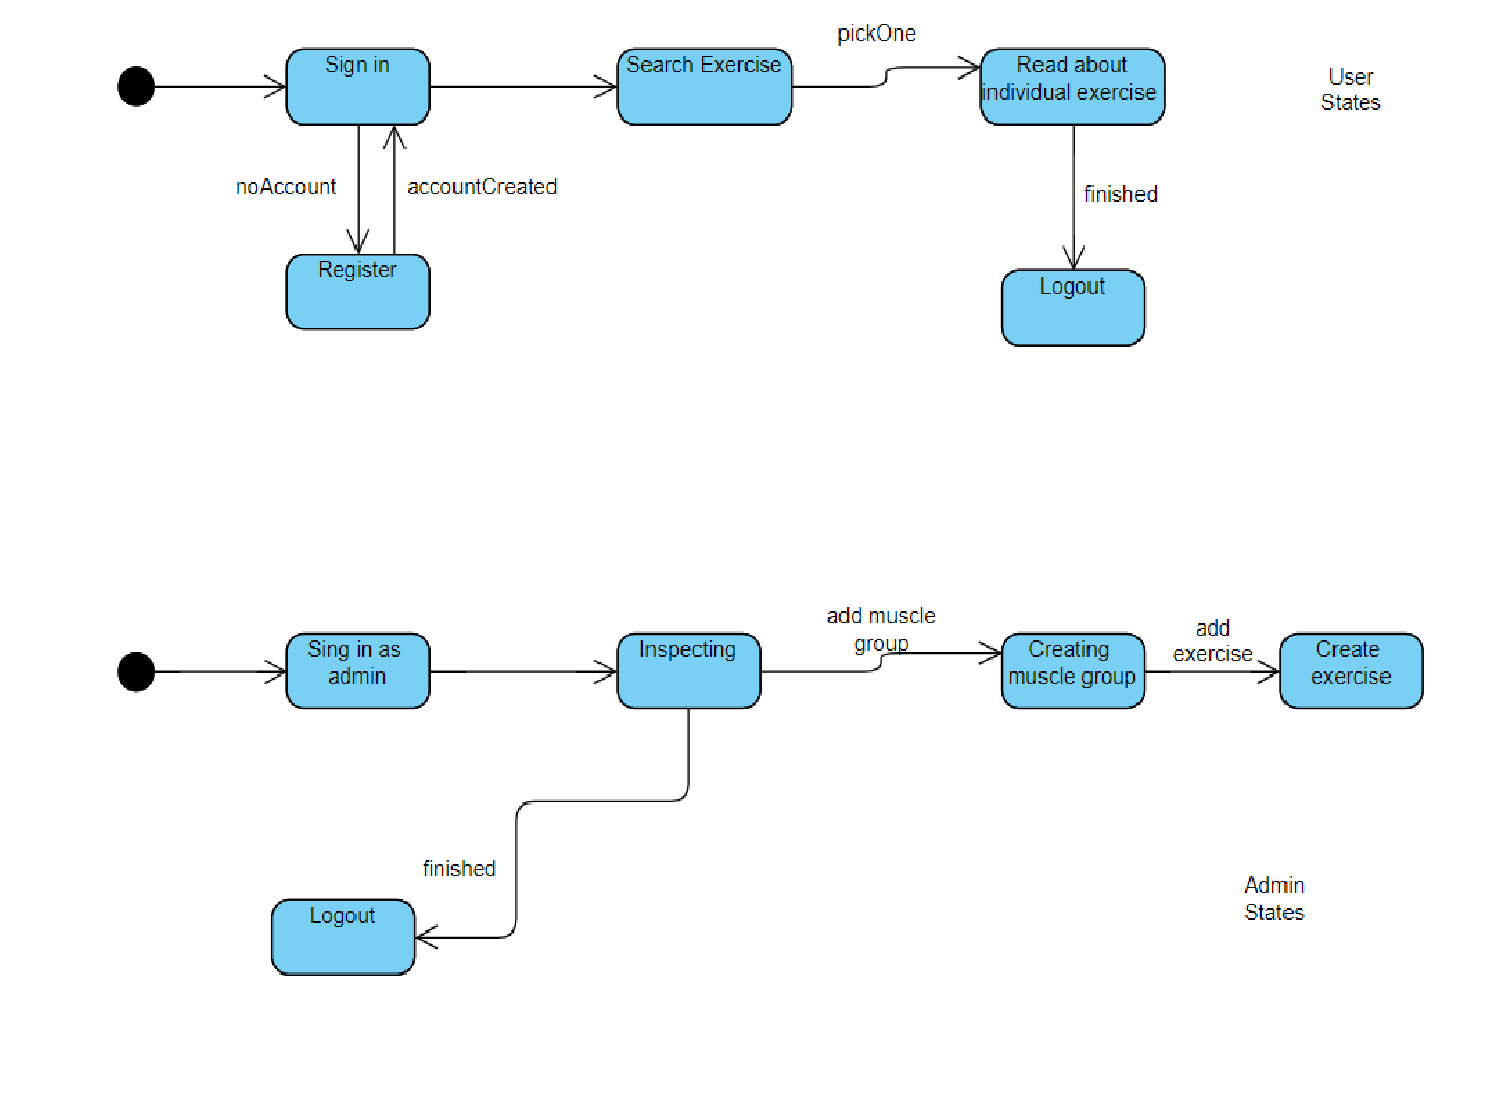 pickOne
Sign in
Search Exercise
Read about
individual exercise
User
States
noAccount
accountCreated
finished
Register
Logout
add muscle
group
add
exercise
Sing in as
admin
Inspecting
Creating
muscle group
Create
exercise
finished
Logout
Admin
States